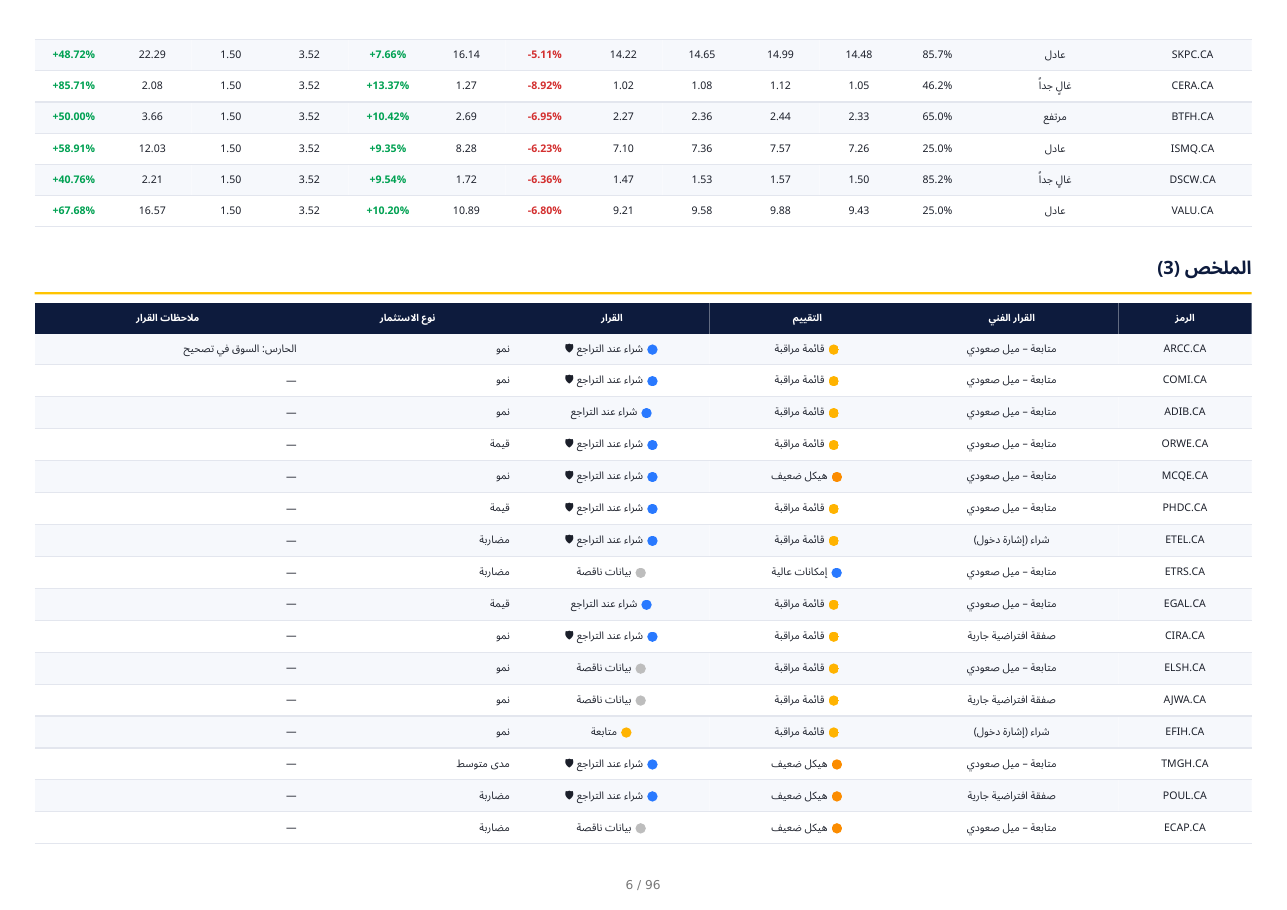 SKPC.CA عادل 85.7% 14.48 14.99 14.65 14.22 -5.11% 16.14 +7.66% 3.52 1.50 22.29 +48.72%
CERA.CA غالٍ جداً 46.2% 1.05 1.12 1.08 1.02 -8.92% 1.27 +13.37% 3.52 1.50 2.08 +85.71%
BTFH.CA مرتفع 65.0% 2.33 2.44 2.36 2.27 -6.95% 2.69 +10.42% 3.52 1.50 3.66 +50.00%
ISMQ.CA عادل 25.0% 7.26 7.57 7.36 7.10 -6.23% 8.28 +9.35% 3.52 1.50 12.03 +58.91%
DSCW.CA غالٍ جداً 85.2% 1.50 1.57 1.53 1.47 -6.36% 1.72 +9.54% 3.52 1.50 2.21 +40.76%
VALU.CA عادل 25.0% 9.43 9.88 9.58 9.21 -6.80% 10.89 +10.20% 3.52 1.50 16.57 +67.68%
الملخص (3)
الرمز القرار الفني التقييم القرار نوع الاستثمار ملاحظات القرار
ARCC.CA متابعة – ميل صعودي قائمة مراقبة شراء عند التراجع نمو الحارس: السوق في تصحيح
COMI.CA متابعة – ميل صعودي قائمة مراقبة شراء عند التراجع نمو —
ADIB.CA متابعة – ميل صعودي قائمة مراقبة شراء عند التراجع نمو —
ORWE.CA متابعة – ميل صعودي قائمة مراقبة شراء عند التراجع قيمة —
MCQE.CA متابعة – ميل صعودي هيكل ضعيف شراء عند التراجع نمو —
PHDC.CA متابعة – ميل صعودي قائمة مراقبة شراء عند التراجع قيمة —
ETEL.CA شراء (إشارة دخول) قائمة مراقبة شراء عند التراجع مضاربة —
ETRS.CA متابعة – ميل صعودي إمكانات عالية بيانات ناقصة مضاربة —
EGAL.CA متابعة – ميل صعودي قائمة مراقبة شراء عند التراجع قيمة —
CIRA.CA صفقة افتراضية جارية قائمة مراقبة شراء عند التراجع نمو —
ELSH.CA متابعة – ميل صعودي قائمة مراقبة بيانات ناقصة نمو —
AJWA.CA صفقة افتراضية جارية قائمة مراقبة بيانات ناقصة نمو —
EFIH.CA شراء (إشارة دخول) قائمة مراقبة متابعة نمو —
TMGH.CA متابعة – ميل صعودي هيكل ضعيف شراء عند التراجع مدى متوسط —
POUL.CA صفقة افتراضية جارية هيكل ضعيف شراء عند التراجع مضاربة —
ECAP.CA متابعة – ميل صعودي هيكل ضعيف بيانات ناقصة مضاربة —
6 / 96